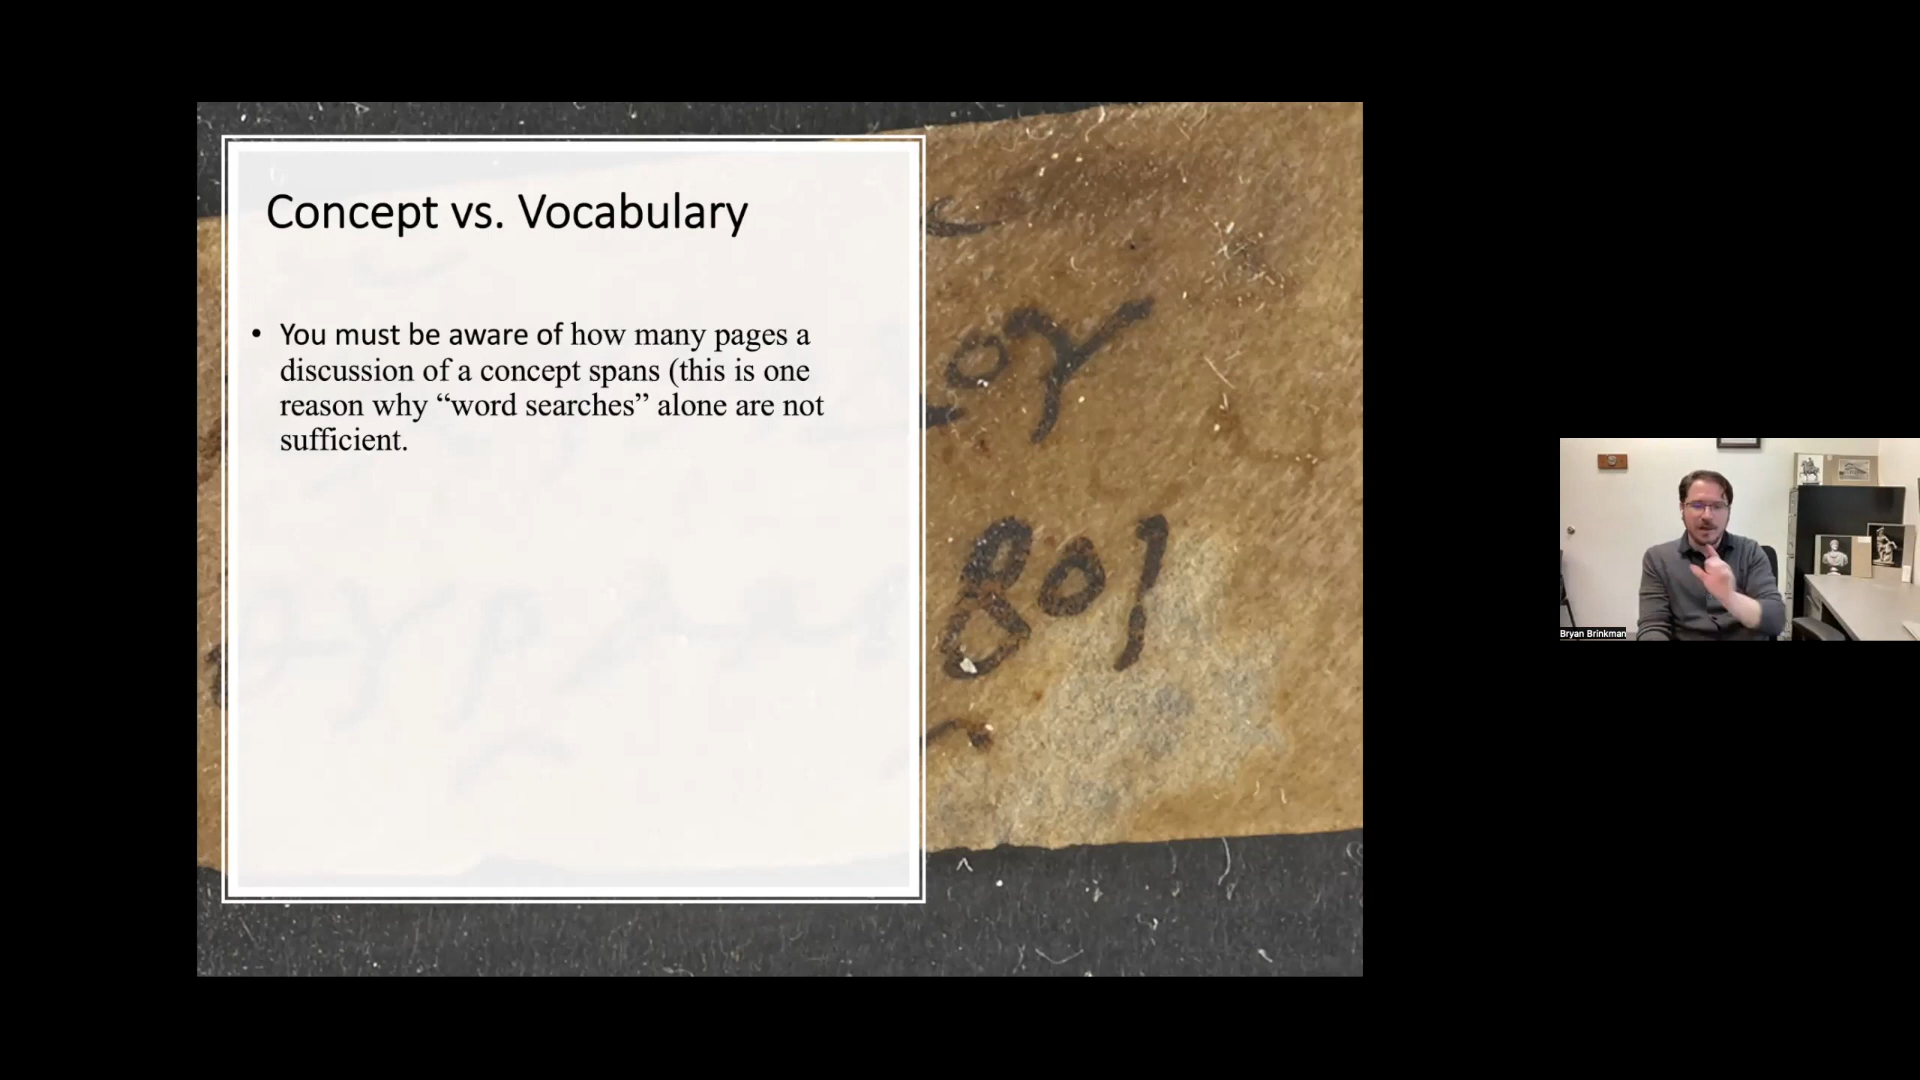 Concept vs. Vocabulary
• You must be aware of how many pages a
discussion of a concept spans (this is one
reason why “word searches” alone are not
sufficient.
801
Bryan Brinkman